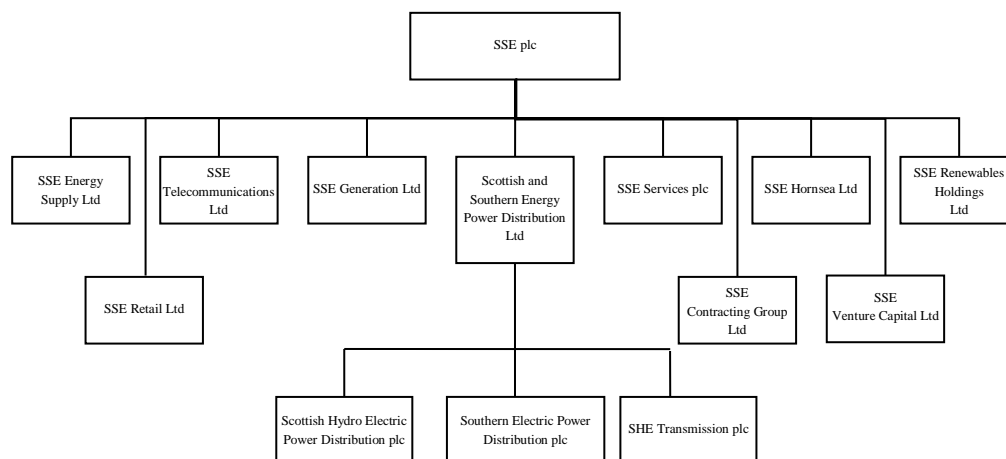 SSE plc
SSE Energy
Supply Ltd
SSE
Telecommunications
Ltd
SSE Generation Ltd
Scottish and
Southern Energy
Power Distribution
Ltd
SSE Services plc
SSE Hornsea Ltd
SSE Renewables
Holdings
Ltd
SSE Retail Ltd
SSE
Contracting Group
Ltd
SSE
Venture Capital Ltd
Scottish Hydro Electric
Power Distribution plc
Southern Electric Power
Distribution plc
SHE Transmission plc